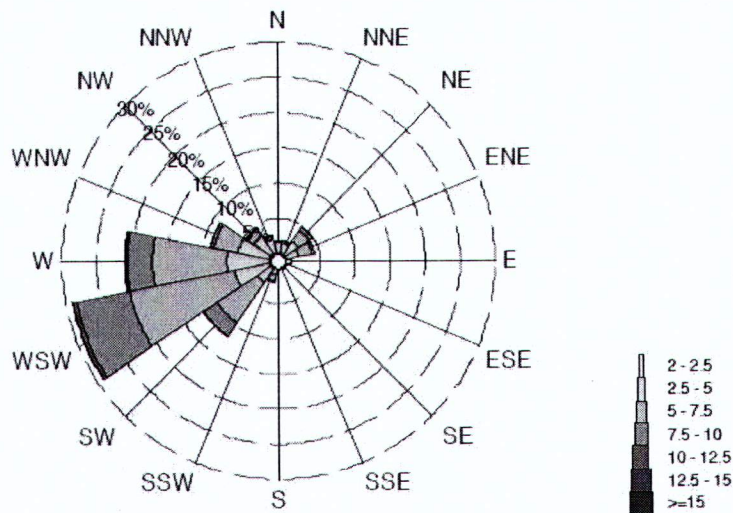 N
NNW
NNE
NW
NE
30%
25%
WNW
20%
ENE
15%
10%
W
E
WSW
ESE
2 - 2.5
2.5 - 5
SW
SE
5 - 7.5
7.5 - 10
SSW
SSE
10 - 12.5
S
12.5 - 15
>=15